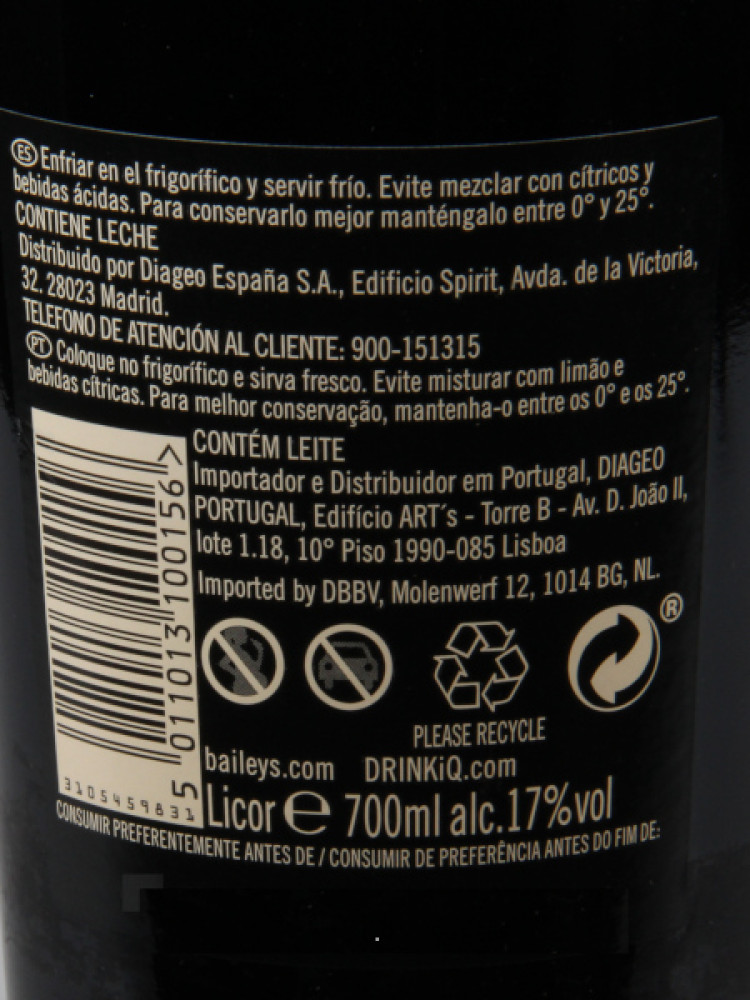 ES Enfriar en el frigorífico y servir frío. Evite mezclar con cítricos y
bebidas ácidas. Para conservarlo mejor manténgalo entre 0° y 25°.
CONTIENE LECHE
Distribuido por Diageo España S.A., Edificio Spirit, Avda. de la Victoria,
32. 28023 Madrid.
TELEFONO DE ATENCIÓN AL CLIENTE: 900-151315
PT Coloque no frigorífico e sirva fresco. Evite misturar com limão e
bebidas cítricas. Para melhor conservação, mantenha-o entre os 0° e os 25°.
CONTÉM LEITE
Importador e Distribuidor em Portugal, DIAGEO
PORTUGAL, Edifício ART´s - Torre B - Av. D. João II,
lote 1.18, 10° Piso 1990-085 Lisboa
Imported by DBBV, Molenwerf 12, 1014 BG, NL.
5 011013 100156 >
®
PLEASE RECYCLE
baileys.com DRINKiQ.com
3105459831
Licor e 700ml alc.17%vol
CONSUMIR PREFERENTEMENTE ANTES DE / CONSUMIR DE PREFERÊNCIA ANTES DO FIM DE: